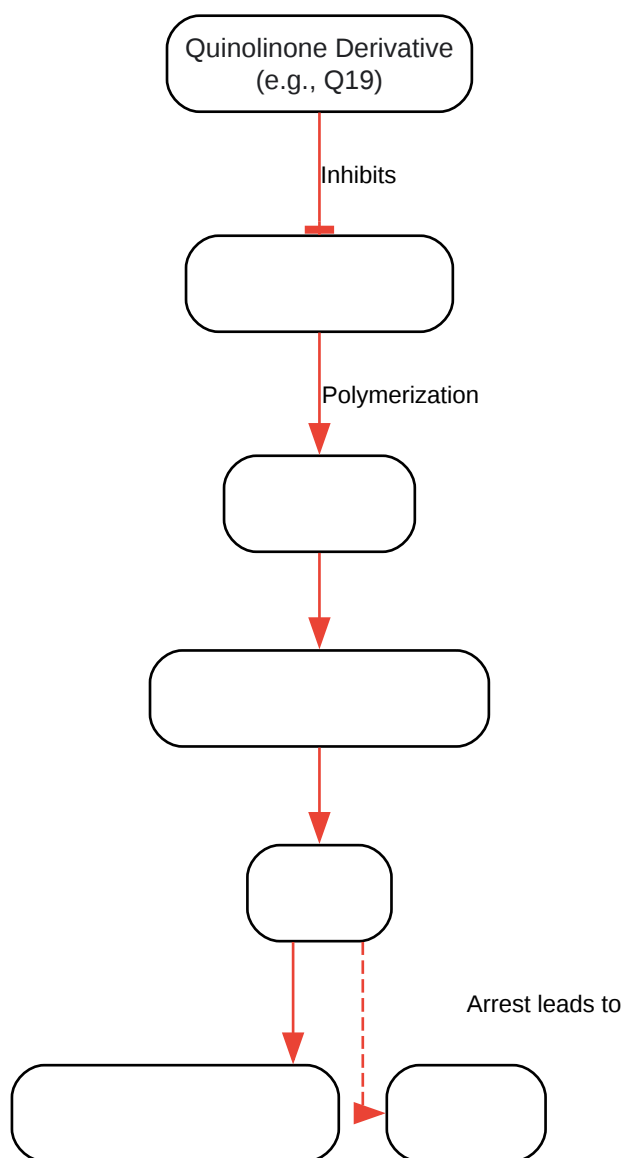 Quinolinone Derivative
(e.g., Q19)
Inhibits
Polymerization
Arrest leads to